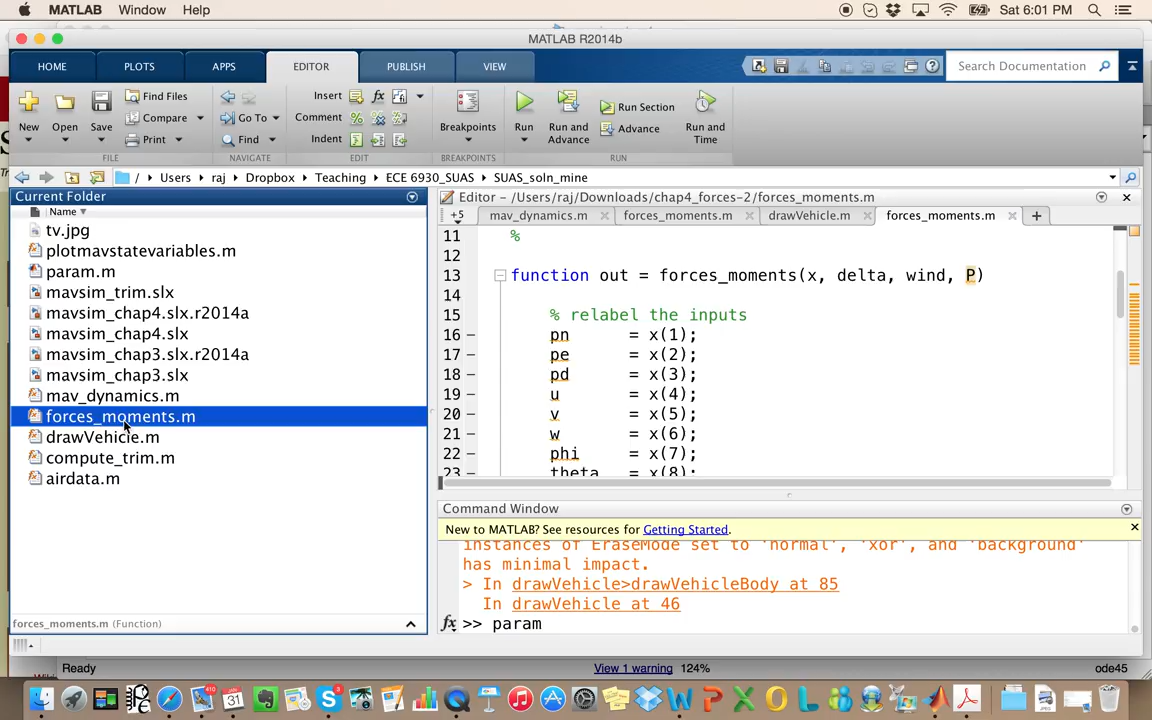 MATLAB Window Help Sat 6:01 PM
MATLAB R2014b
HOME PLOTS APPS EDITOR PUBLISH VIEW Search Documentation
New Open Save Find Files Compare Print
Go To Find
Insert fx
Comment
Indent
Breakpoints
Run Run and Advance Run Section Advance Run and Time
FILE NAVIGATE EDIT BREAKPOINTS RUN
/ Users raj Dropbox Teaching ECE 6930_SUAS SUAS_soln_mine
Current Folder
Name
tv.jpg
plotmavstatevariables.m
param.m
mavsim_trim.slx
mavsim_chap4.slx.r2014a
mavsim_chap4.slx
mavsim_chap3.slx.r2014a
mavsim_chap3.slx
mav_dynamics.m
forces_moments.m
drawVehicle.m
compute_trim.m
airdata.m
forces_moments.m (Function)
Editor - /Users/raj/Downloads/chap4_forces-2/forces_moments.m
+5 mav_dynamics.m forces_moments.m drawVehicle.m forces_moments.m
11 %
12
13 function out = forces_moments(x, delta, wind, P)
14
15 % relabel the inputs
16 – pn = x(1);
17 – pe = x(2);
18 – pd = x(3);
19 – u = x(4);
20 – v = x(5);
21 – w = x(6);
22 – phi = x(7);
23 theta = x(8);
Command Window
New to MATLAB? See resources for Getting Started.
instances of EraseMode set to 'normal', 'xor', and 'background'
has minimal impact.
> In drawVehicle>drawVehicleBody at 85
In drawVehicle at 46
fx >> param
Ready View 1 warning 124% ode45